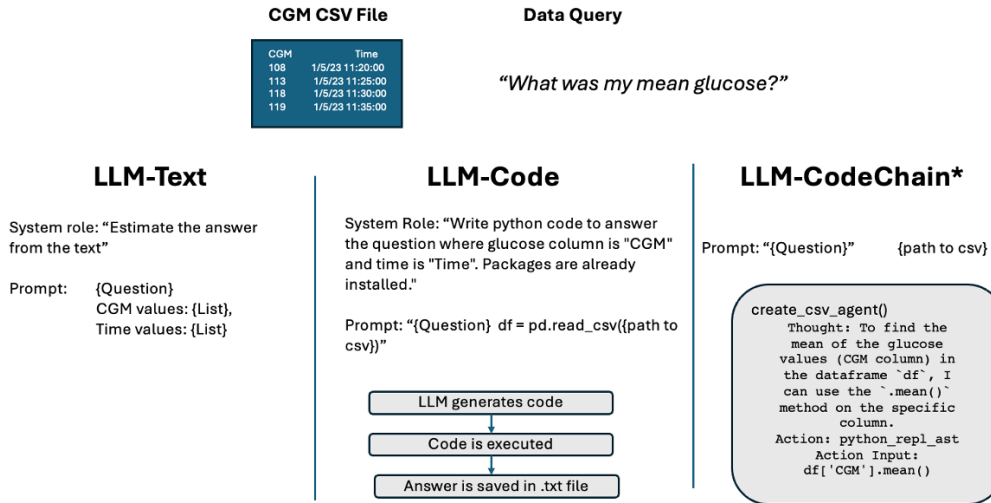 CGM CSV File
Data Query
CGM Time
108 1/5/23 11:20:00
113 1/5/23 11:25:00
118 1/5/23 11:30:00
119 1/5/23 11:35:00
“What was my mean glucose?”
LLM-Text
System role: “Estimate the answer
from the text”
Prompt: {Question}
CGM values: {List},
Time values: {List}
LLM-Code
System Role: “Write python code to answer
the question where glucose column is "CGM"
and time is "Time". Packages are already
installed."
Prompt: “{Question} df = pd.read_csv({path to
csv})”
LLM generates code
Code is executed
Answer is saved in .txt file
LLM-CodeChain*
Prompt: “{Question}” {path to csv}
create_csv_agent()
Thought: To find the
mean of the glucose
values (CGM column) in
the dataframe `df`, I
can use the `.mean()`
method on the specific
column.
Action: python_repl_ast
Action Input:
df['CGM'].mean()